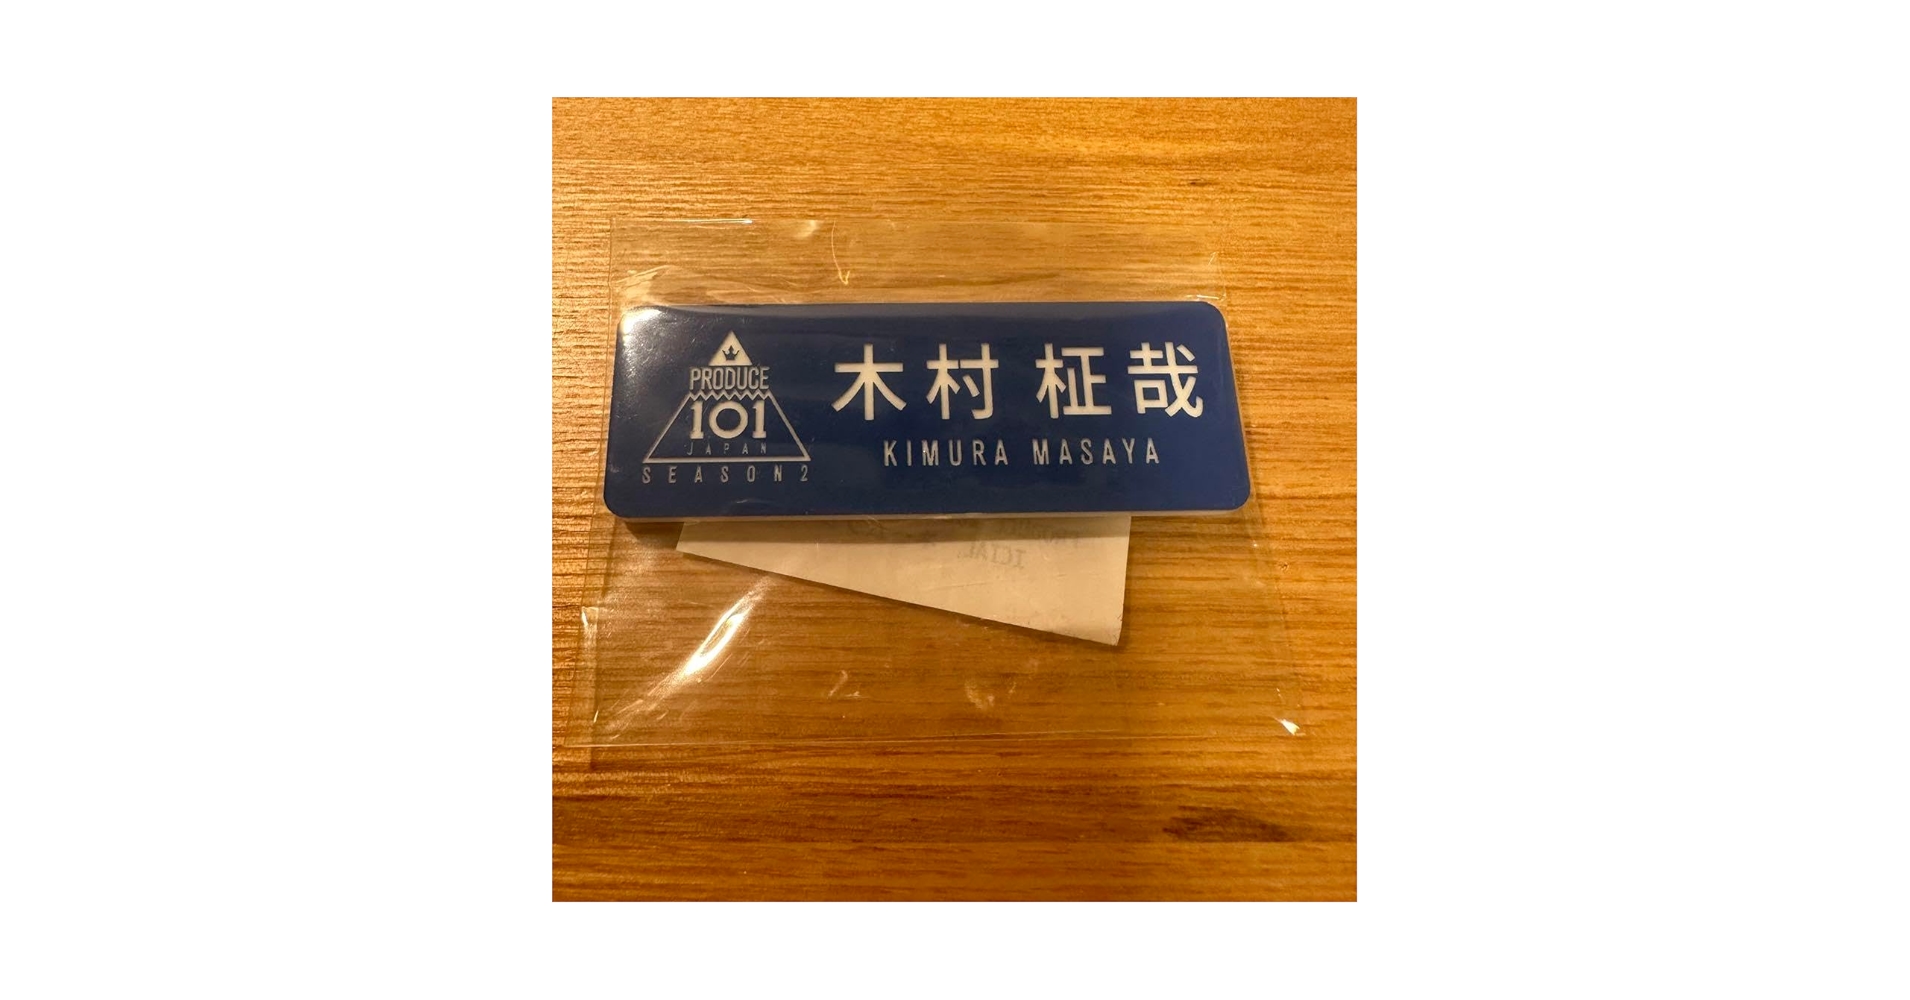 PRODUCE
101
JAPAN
SEASON2
木村 柾哉
KIMURA MASAYA